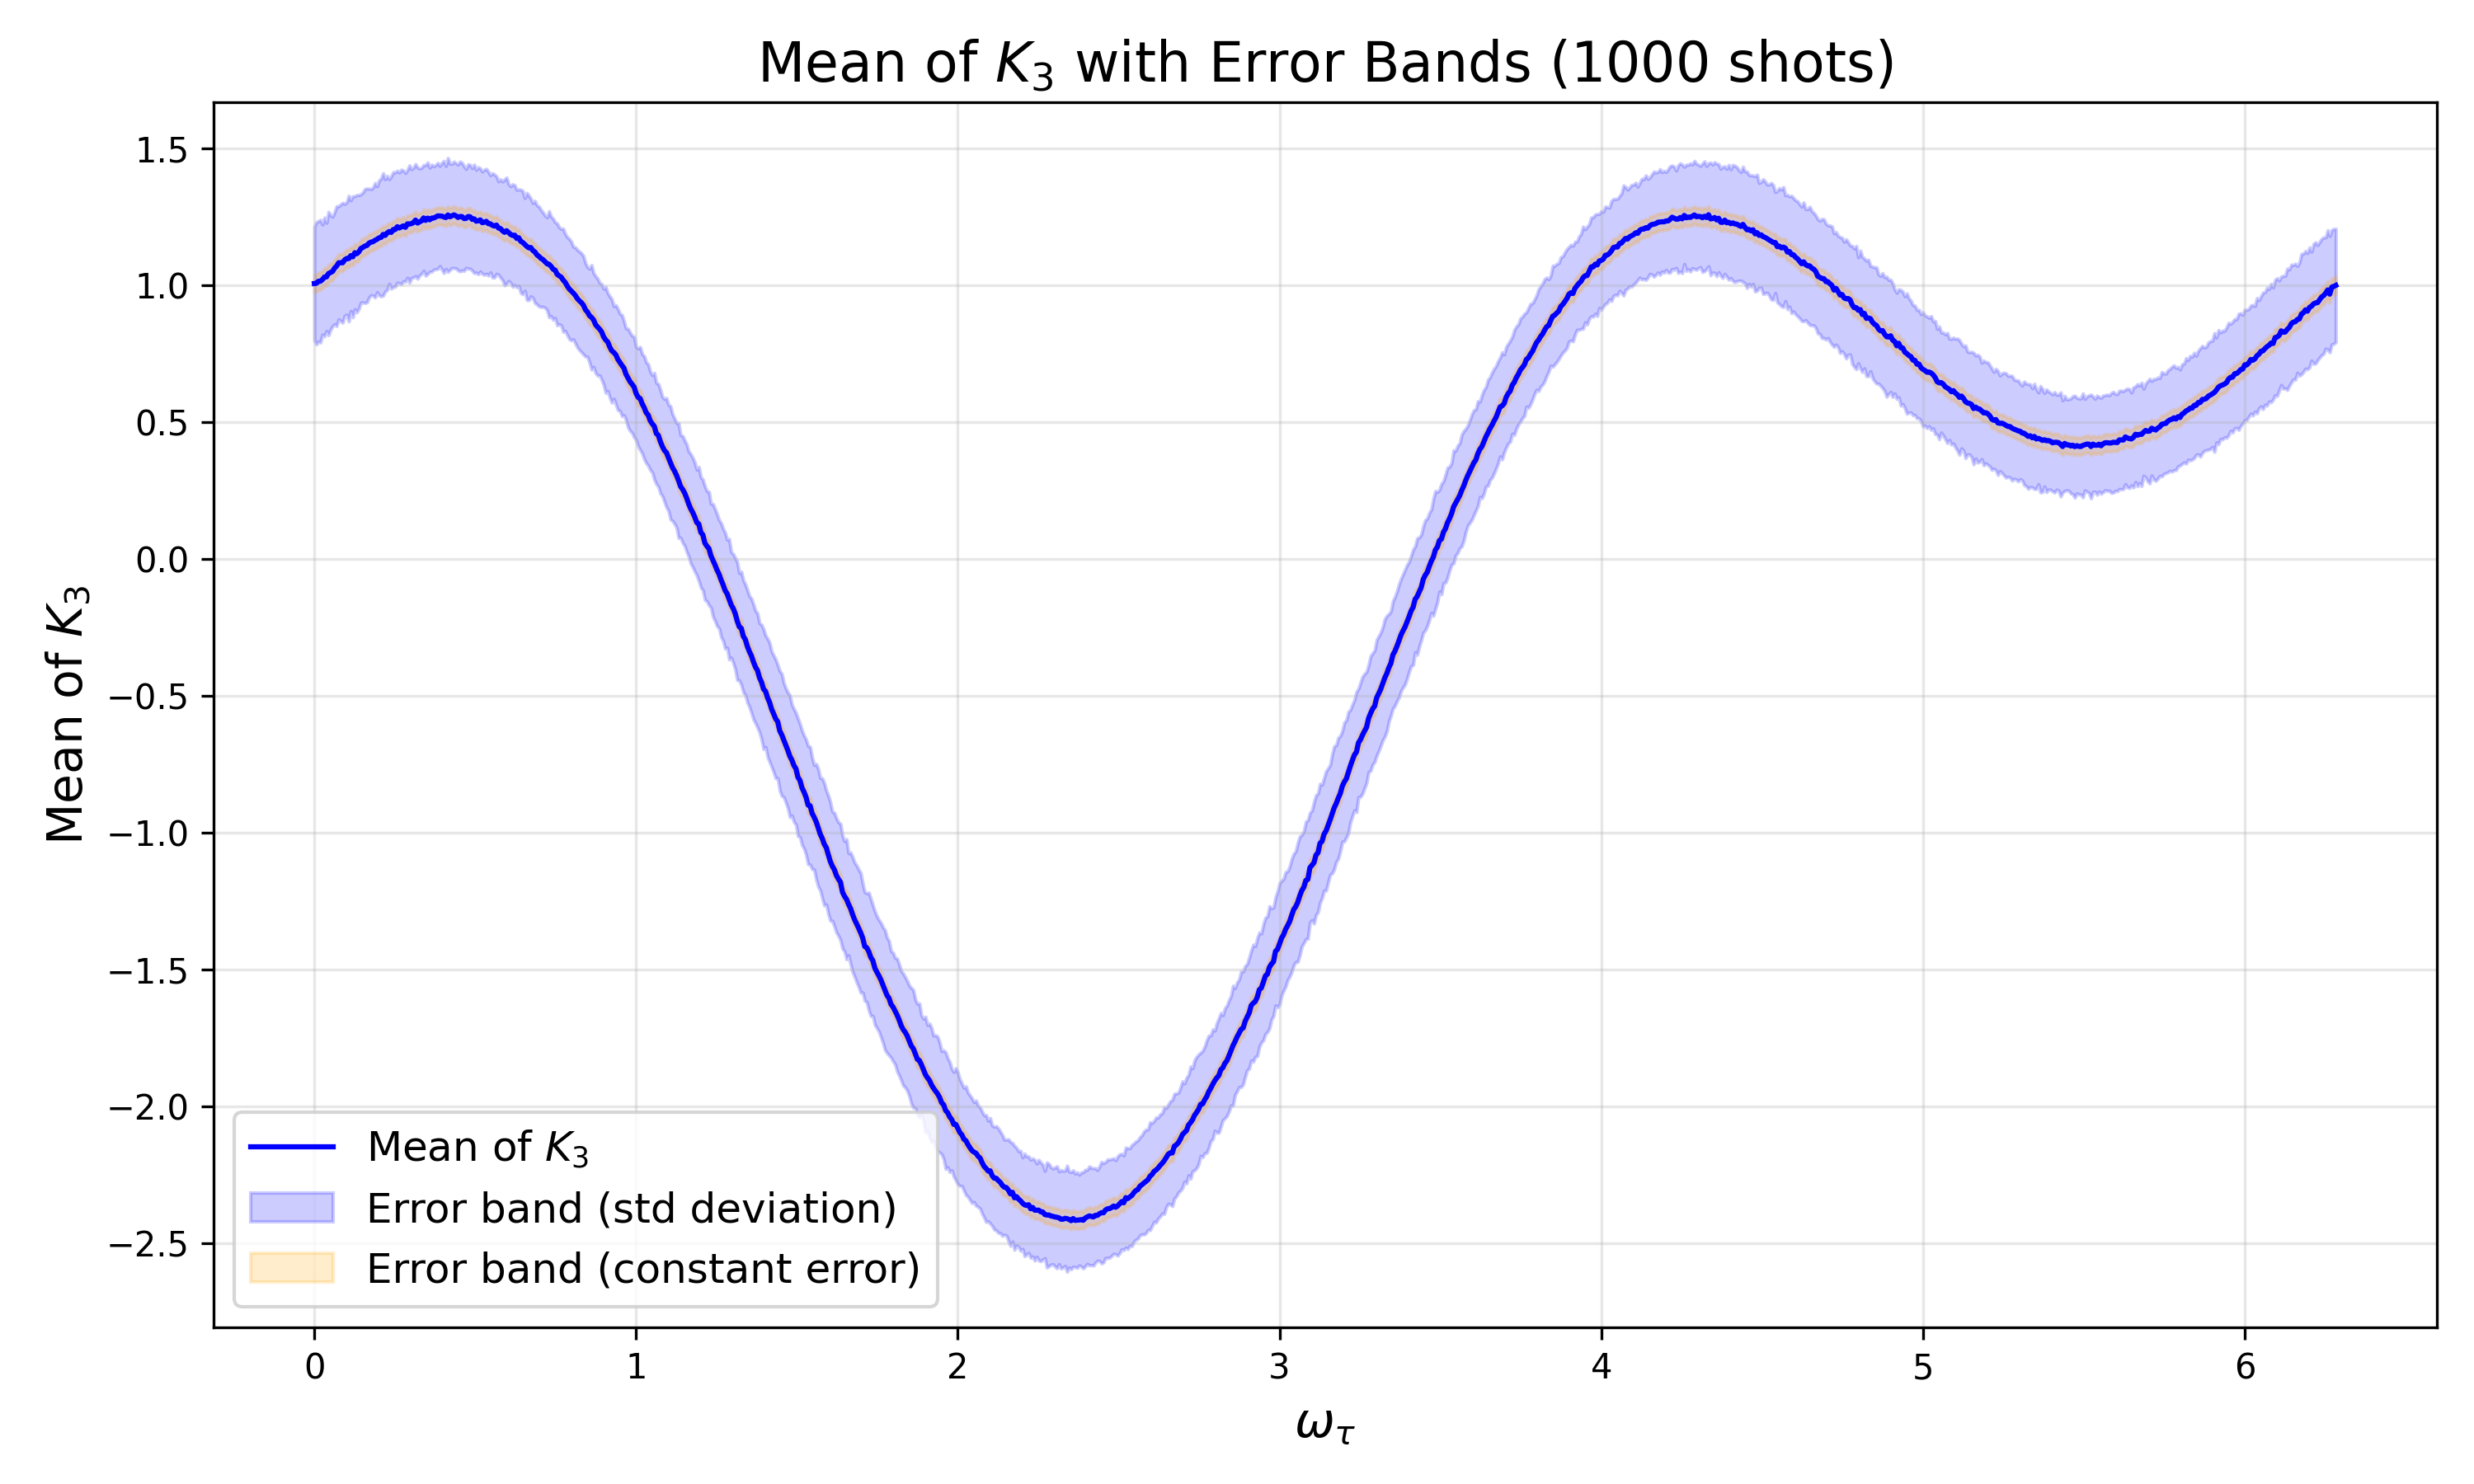 Mean of K₃ with Error Bands (1000 shots)
Mean of K₃
1.5
1.0
0.5
0.0
−0.5
−1.0
−1.5
−2.0
−2.5
Mean of K₃
Error band (std deviation)
Error band (constant error)
0 1 2 3 4 5 6
ω_τ